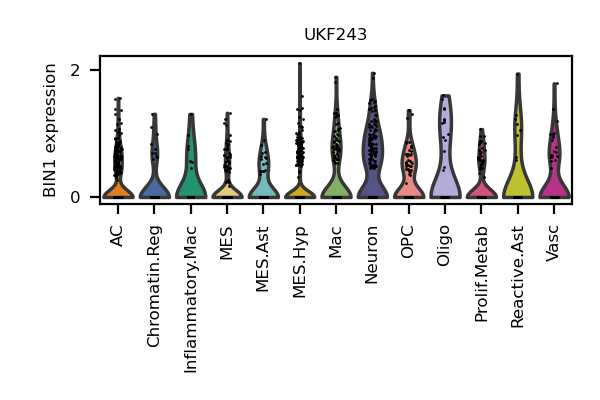 UKF243
BIN1 expression
2
0
AC
Chromatin.Reg
Inflammatory.Mac
MES
MES.Ast
MES.Hyp
Mac
Neuron
OPC
Oligo
Prolif.Metab
Reactive.Ast
Vasc